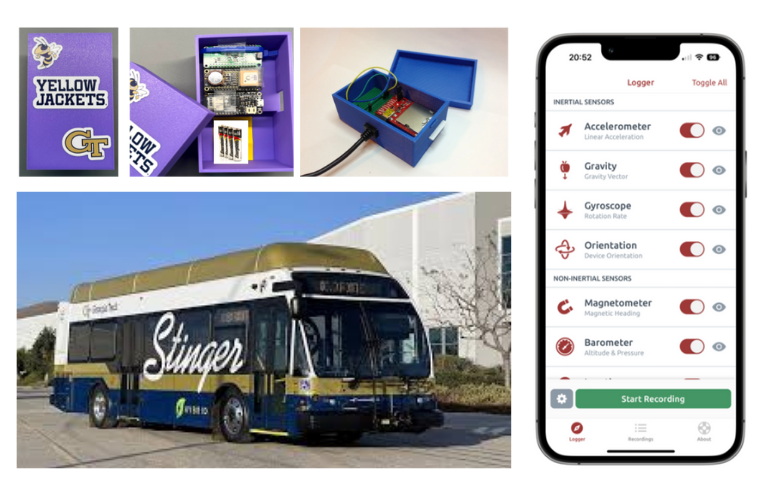 YELLOW
JACKETS
GT
LOW
Georgia Tech
Stinger
HYBRID
20:52
96
Logger
Toggle All
INERTIAL SENSORS
Accelerometer
Linear Acceleration
Gravity
Gravity Vector
Gyroscope
Rotation Rate
Orientation
Device Orientation
NON-INERTIAL SENSORS
Magnetometer
Magnetic Heading
Barometer
Altitude & Pressure
Start Recording
Logger
Recordings
About